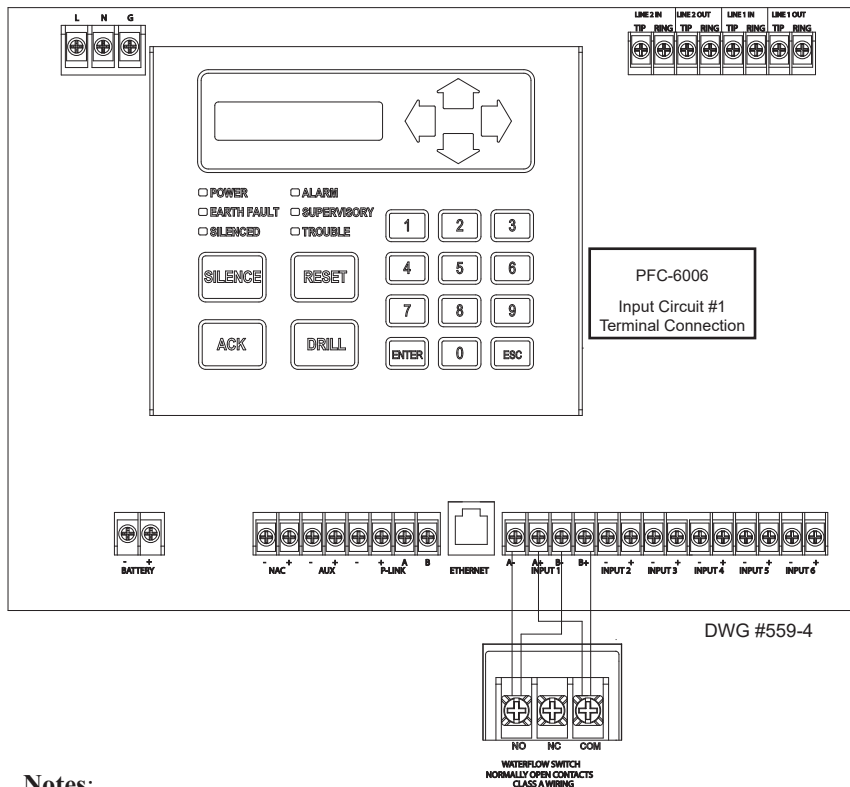 L N G
LINE 2 IN LINE 2 OUT LINE 1 IN LINE 1 OUT
TIP RING TIP RING TIP RING TIP RING
POWER ALARM
EARTH FAULT SUPERVISORY
SILENCED TROUBLE
1 2 3
SILENCE RESET
4 5 6
7 8 9
ACK DRILL
ENTER 0 ESC
PFC-6006
Input Circuit #1
Terminal Connection
- + - + - + - + A B A- A+ B- B+ - + - + - + - + - +
BATTERY NAC AUX P-LINK ETHERNET INPUT 1 INPUT 2 INPUT 3 INPUT 4 INPUT 5 INPUT 6
DWG #559-4
NO NC COM
WATERFLOW SWITCH
NORMALLY OPEN CONTACTS
CLASS A WIRING
Notes: